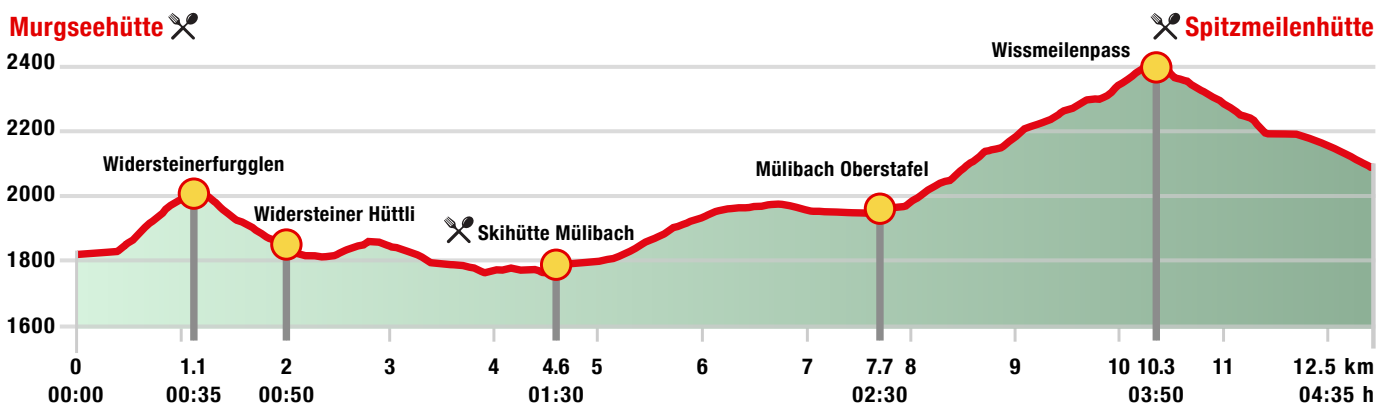 Murgseehütte
Spitzmeilenhütte
Wissmeilenpass
2400
2200
2000
1800
1600
Widersteinerfurgglen
Widersteiner Hüttli
Skihütte Mülibach
Mülibach Oberstafel
0 1.1 2 3 4 4.6 5 6 7 7.7 8 9 10 10.3 11 12.5 km
00:00 00:35 00:50 01:30 02:30 03:50 04:35 h